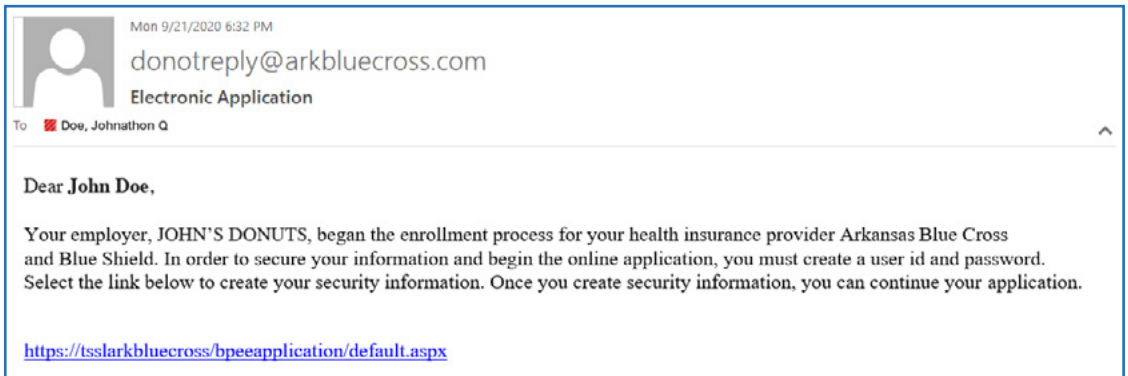 Mon 9/21/2020 6:32 PM
donotreply@arkbluecross.com
Electronic Application
To Doe, Johnathon Q
Dear John Doe,
Your employer, JOHN'S DONUTS, began the enrollment process for your health insurance provider Arkansas Blue Cross
and Blue Shield. In order to secure your information and begin the online application, you must create a user id and password.
Select the link below to create your security information. Once you create security information, you can continue your application.
https://tsslarkbluecross/bpeeapplication/default.aspx